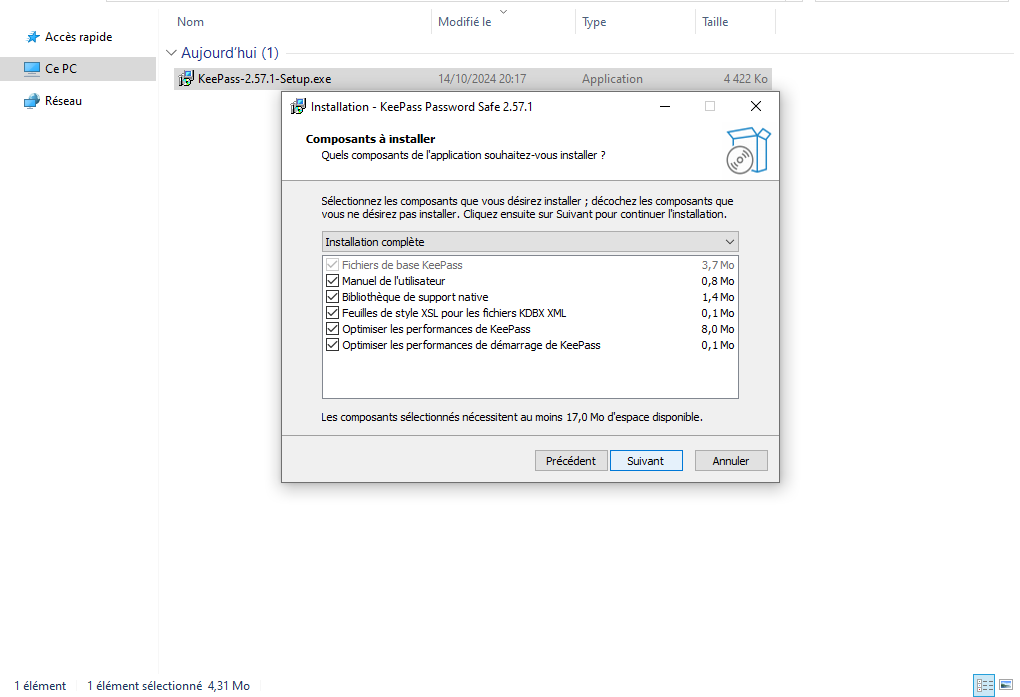 Nom Modifié le Type Taille
Accès rapide
Aujourd'hui (1)
Ce PC
KeePass-2.57.1-Setup.exe 14/10/2024 20:17 Application 4 422 Ko
Réseau
Installation - KeePass Password Safe 2.57.1
Composants à installer
Quels composants de l'application souhaitez-vous installer ?
Sélectionnez les composants que vous désirez installer ; décochez les composants que
vous ne désirez pas installer. Cliquez ensuite sur Suivant pour continuer l'installation.
Installation complète
Fichiers de base KeePass 3,7 Mo
Manuel de l'utilisateur 0,8 Mo
Bibliothèque de support native 1,4 Mo
Feuilles de style XSL pour les fichiers KDBX XML 0,1 Mo
Optimiser les performances de KeePass 8,0 Mo
Optimiser les performances de démarrage de KeePass 0,1 Mo
Les composants sélectionnés nécessitent au moins 17,0 Mo d'espace disponible.
Précédent Suivant Annuler
1 élément 1 élément sélectionné 4,31 Mo